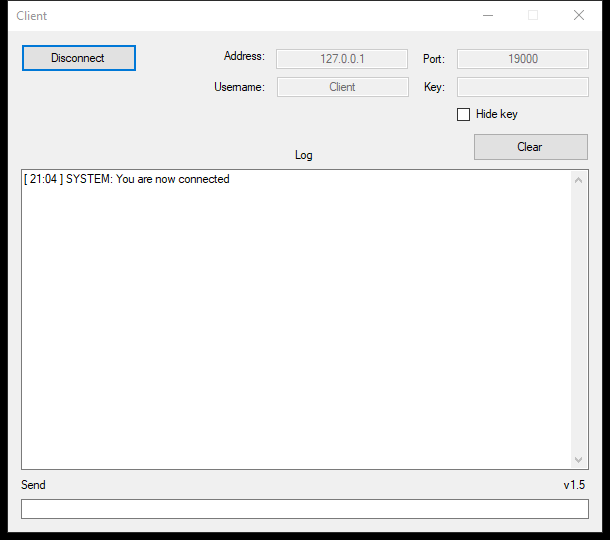 Client
Disconnect
Address: 127.0.0.1 Port: 19000
Username: Client Key:
Hide key
Log
Clear
[ 21:04 ] SYSTEM: You are now connected
Send v1.5